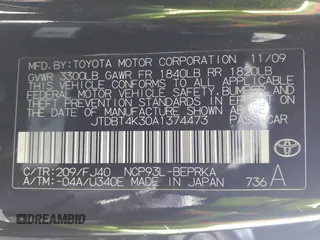 MFD.BY:TOYOTA MOTOR CORPORATION 11/09
GVWR 3300LB GAWR FR 1840LB RR 1820LB
THIS VEHICLE CONFORMS TO ALL APPLICABLE
FEDERAL MOTOR VEHICLE SAFETY, BUMPER,
AND THEFT PREVENTION STANDARDS IN EFFECT
ON THE DATE OF MANUFACTURE SHOWN ABOVE.
JTDBT4K30A1374473 PASS.CAR
C/TR:209/FJ40 NCP93L-BEPRKA
A/TM:-04A/U340E MADE IN JAPAN 736 A
TOYOTA
DREAMBID